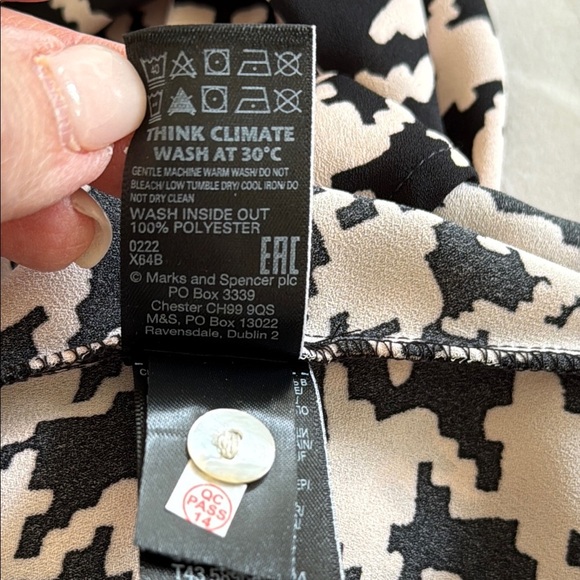 THINK CLIMATE
WASH AT 30°C
GENTLE MACHINE WARM WASH/DO NOT
BLEACH/LOW TUMBLE DRY/COOL IRON/DO
NOT DRY CLEAN
WASH INSIDE OUT
100% POLYESTER
0222
X64B
EAC
© Marks and Spencer plc
PO Box 3339
Chester CH99 9QS
M&S, PO Box 13022
Ravensdale, Dublin 2
QC
PASS
14